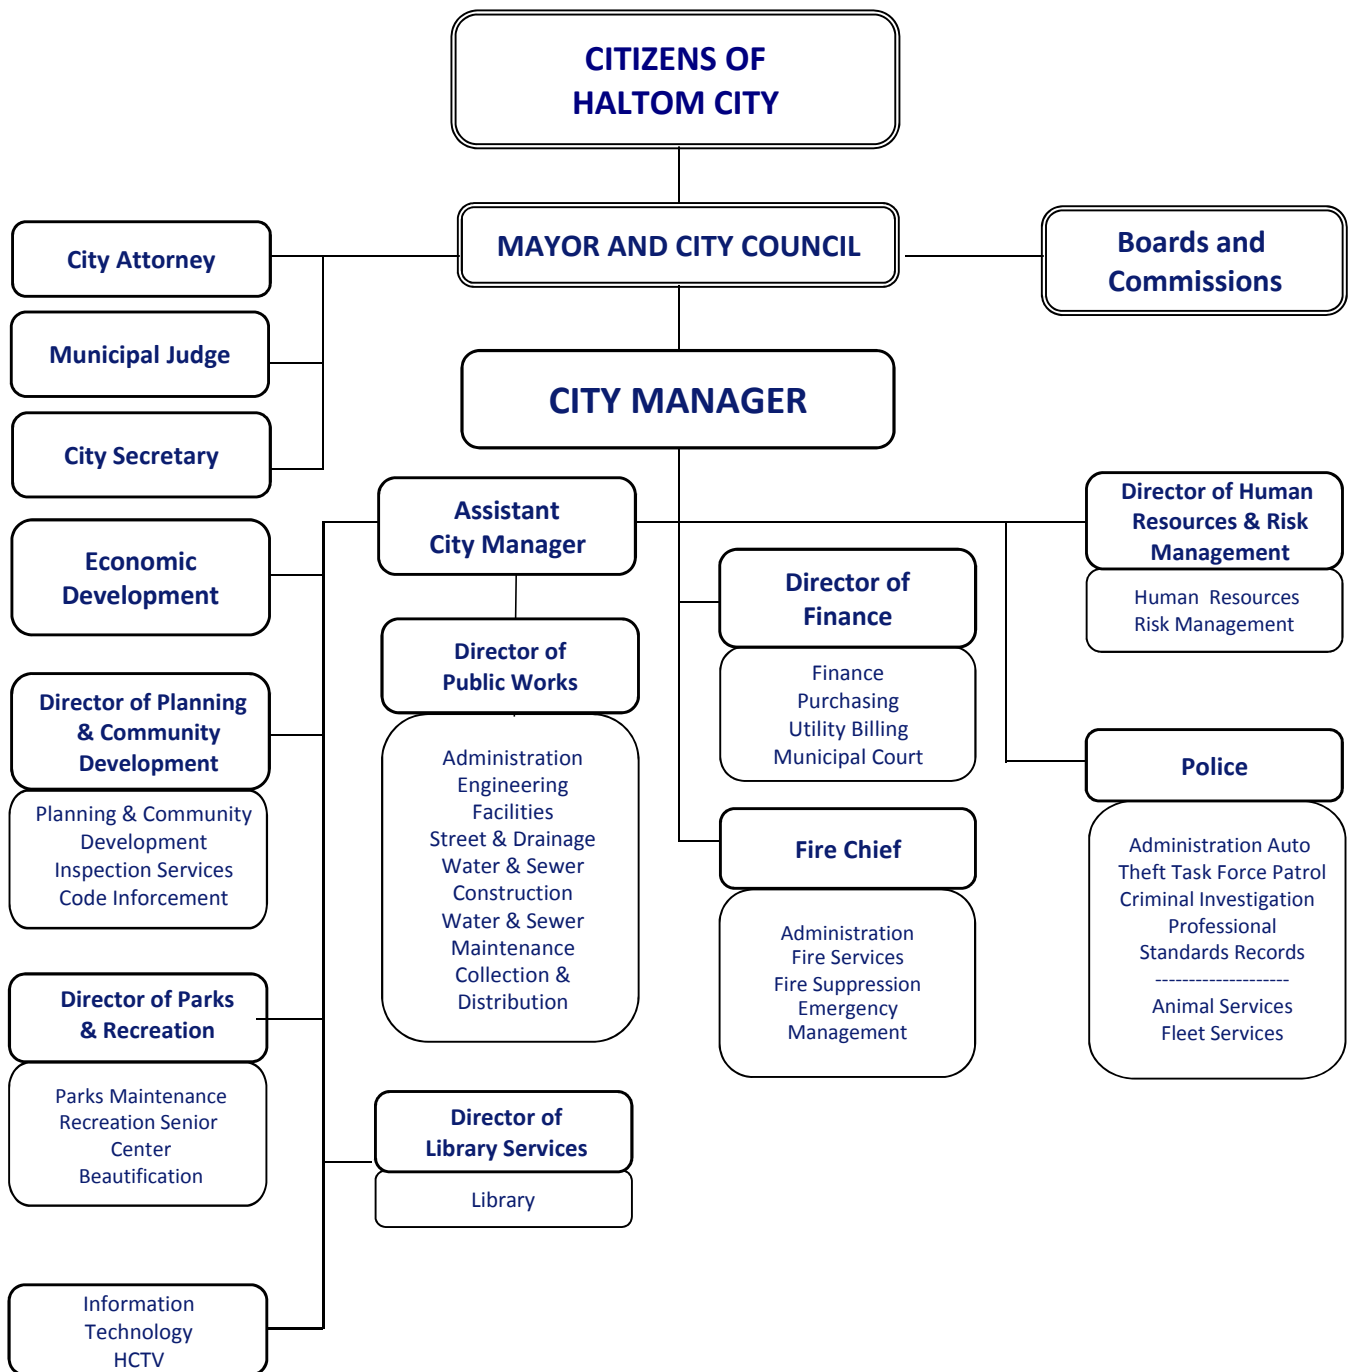 CITIZENS OF
HALTOM CITY
MAYOR AND CITY COUNCIL
Boards and
Commissions
City Attorney
Municipal Judge
City Secretary
CITY MANAGER
Assistant
City Manager
Economic
Development
Director of Planning
& Community
Development
Planning & Community
Development
Inspection Services
Code Inforcement
Director of Parks
& Recreation
Parks Maintenance
Recreation Senior
Center
Beautification
Information
Technology
HCTV
Director of
Public Works
Administration
Engineering
Facilities
Street & Drainage
Water & Sewer
Construction
Water & Sewer
Maintenance
Collection &
Distribution
Director of
Library Services
Library
Director of
Finance
Finance
Purchasing
Utility Billing
Municipal Court
Fire Chief
Administration
Fire Services
Fire Suppression
Emergency
Management
Director of Human
Resources & Risk
Management
Human Resources
Risk Management
Police
Administration Auto
Theft Task Force Patrol
Criminal Investigation
Professional
Standards Records
--------------------
Animal Services
Fleet Services